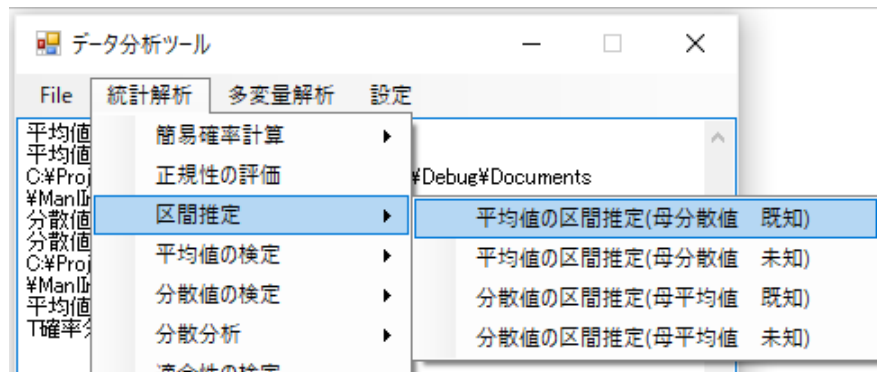 データ分析ツール
File 統計解析 多変量解析 設定
平均値
平均値
C:¥Proj ¥Debug¥Documents
分散値
分散値
C:¥Proj
平均値
簡易確率計算
正規性の評価
区間推定
平均値の検定
分散値の検定
分散分析
適合性の検定
平均値の区間推定(母分散値 既知)
平均値の区間推定(母分散値 未知)
分散値の区間推定(母平均値 既知)
分散値の区間推定(母平均値 未知)